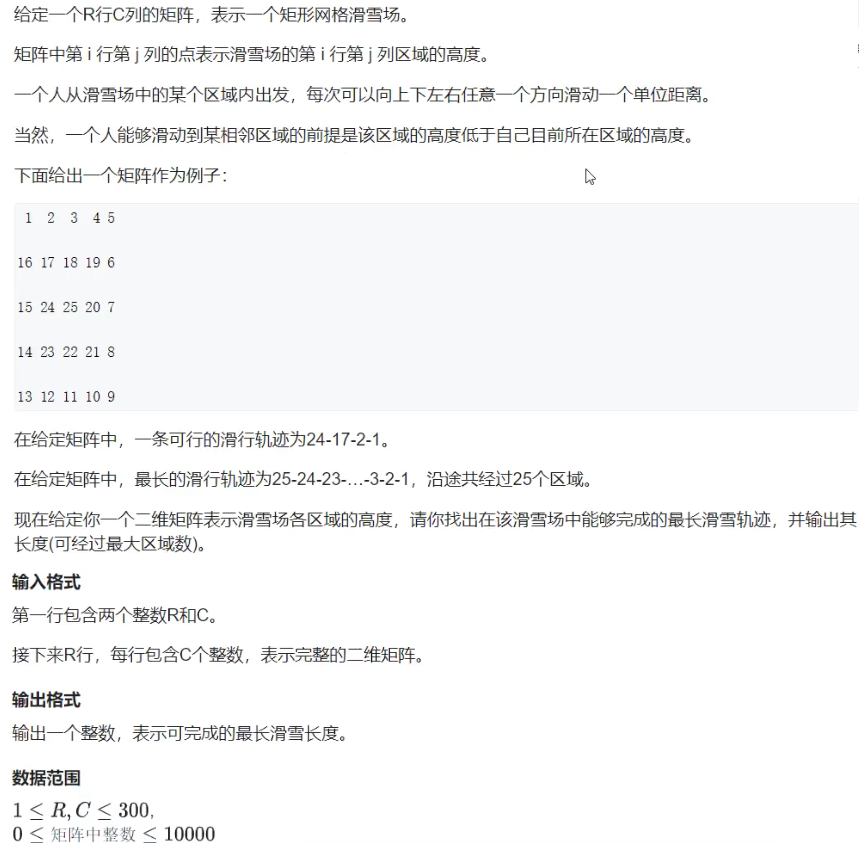 给定一个R行C列的矩阵，表示一个矩形网格滑雪场。
矩阵中第 i 行第 j 列的点表示滑雪场的第 i 行第 j 列区域的高度。
一个人从滑雪场中的某个区域内出发，每次可以向上下左右任意一个方向滑动一个单位距离。
当然，一个人能够滑动到某相邻区域的前提是该区域的高度低于自己目前所在区域的高度。
下面给出一个矩阵作为例子：
1 2 3 4 5
16 17 18 19 6
15 24 25 20 7
14 23 22 21 8
13 12 11 10 9
在给定矩阵中，一条可行的滑行轨迹为24-17-2-1。
在给定矩阵中，最长的滑行轨迹为25-24-23-…-3-2-1，沿途共经过25个区域。
现在给定你一个二维矩阵表示滑雪场各区域的高度，请你找出在该滑雪场中能够完成的最长滑雪轨迹，并输出其
长度(可经过最大区域数)。
输入格式
第一行包含两个整数R和C。
接下来R行，每行包含C个整数，表示完整的二维矩阵。
输出格式
输出一个整数，表示可完成的最长滑雪长度。
数据范围
1 ≤ R, C ≤ 300,
0 ≤ 矩阵中整数 ≤ 10000